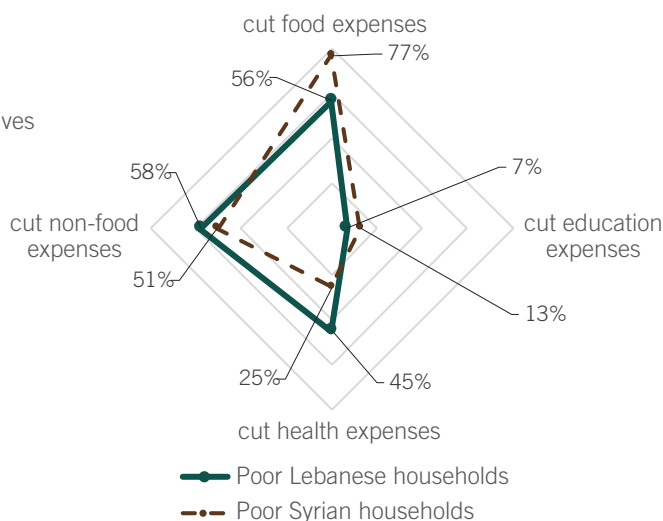 cut food expenses
77%
56%
ves
58%
7%
cut non-food
expenses
cut education
expenses
51%
13%
25%
45%
cut health expenses
Poor Lebanese households
Poor Syrian households